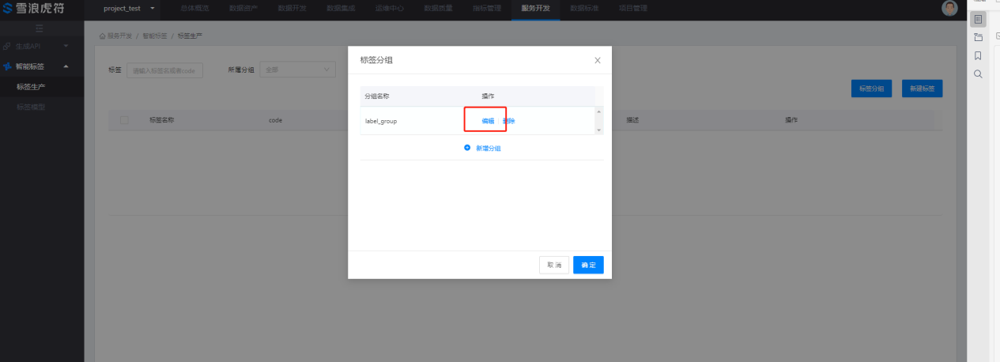 雪浪虎符
project_test
总体概览 数据资产 数据开发 数据集成 运维中心 数据质量 指标管理 服务开发 数据标准 项目管理
服务开发 / 智能标签 / 标签生产
生成API
智能标签
标签生产
标签模型
标签 请输入标签名或者code 所属分组 全部
标签分组 新建标签
标签名称 code 描述 操作
标签分组
分组名称 操作
label_group 编辑 删除
新增分组
取消 确定